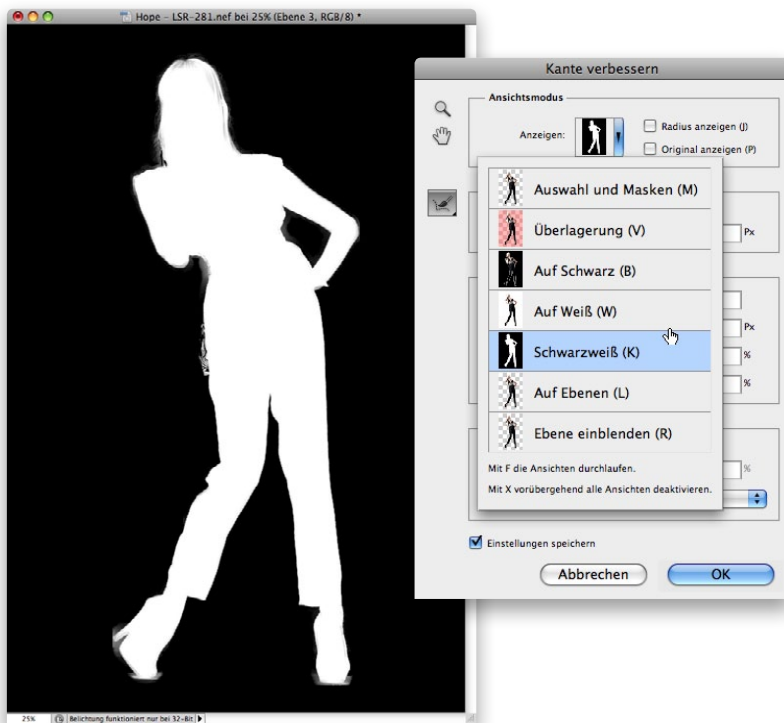 Hope – LSR-281.nef bei 25% (Ebene 3, RGB/8) *
Kante verbessern
Ansichtsmodus
Anzeigen:
Radius anzeigen (J)
Original anzeigen (P)
Auswahl und Masken (M)
Überlagerung (V)
Px
Auf Schwarz (B)
Auf Weiß (W)
Px
Schwarzweiß (K)
%
Auf Ebenen (L)
%
Ebene einblenden (R)
Mit F die Ansichten durchlaufen.
%
Mit X vorübergehend alle Ansichten deaktivieren.
Einstellungen speichern
Abbrechen
OK
25%
Belichtung funktioniert nur bei 32-Bit